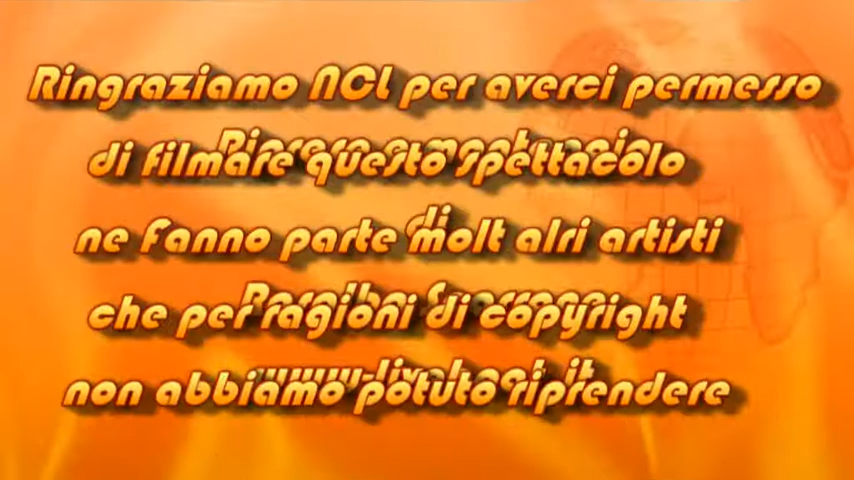 Ringraziamo NCL per averci permesso
di filmare questo spettacolo
di
ne fanno parte molt alri artisti
che per ragioni di copyright
non abbiamo potuto riprendere